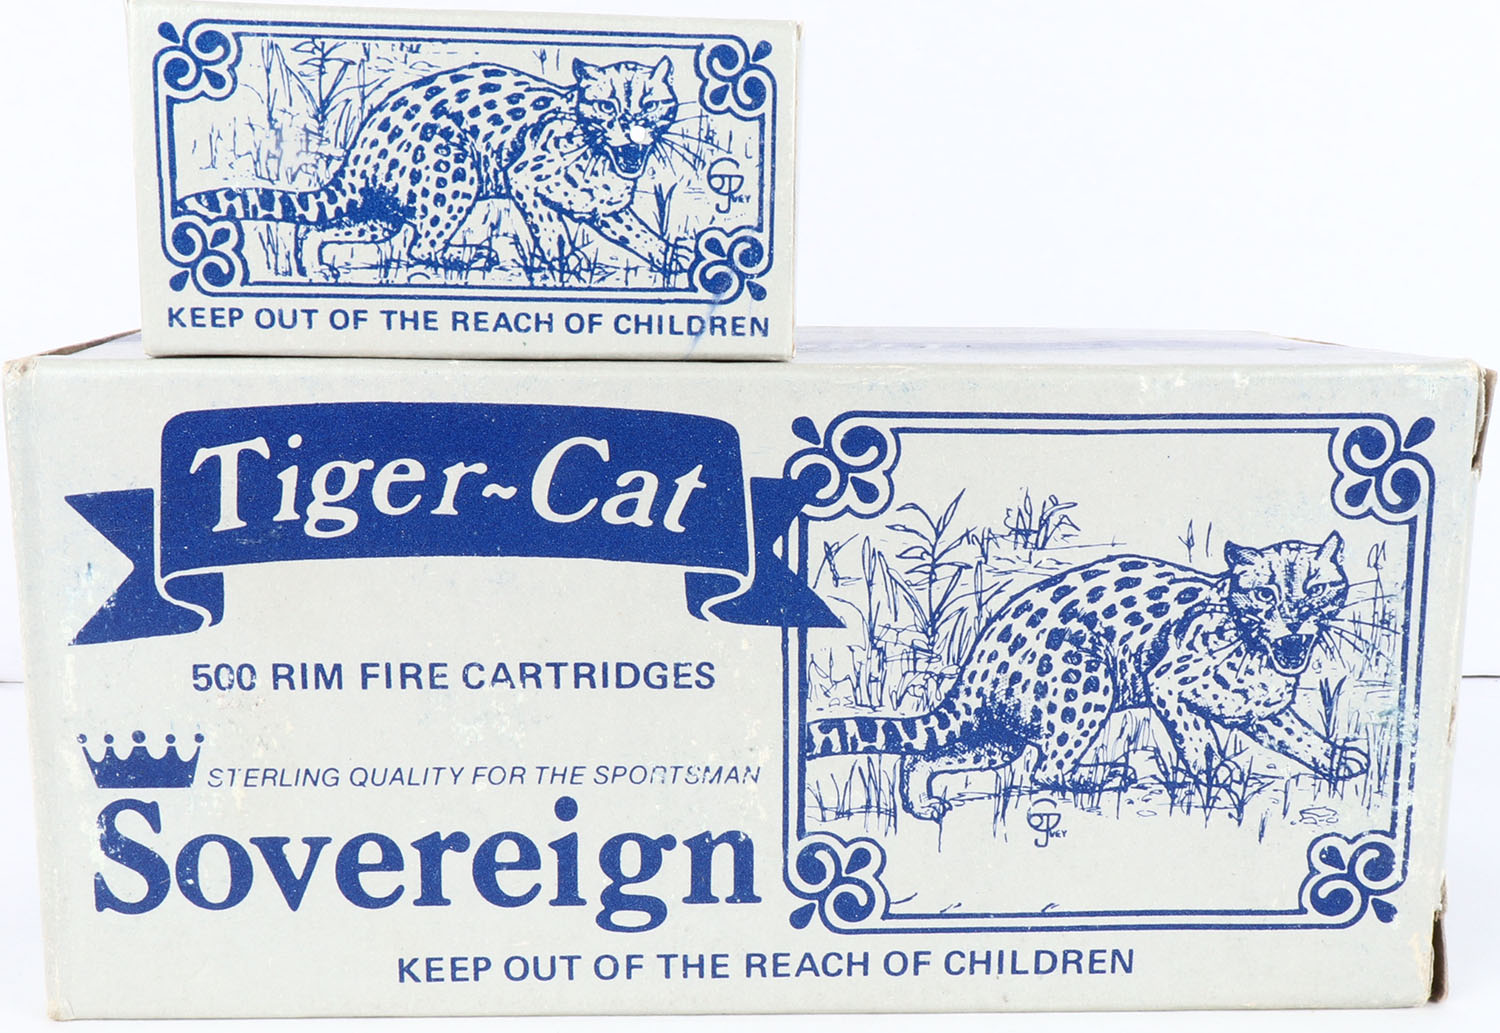 KEEP OUT OF THE REACH OF CHILDREN
Tiger~Cat
500 RIM FIRE CARTRIDGES
STERLING QUALITY FOR THE SPORTSMAN
Sovereign
KEEP OUT OF THE REACH OF CHILDREN